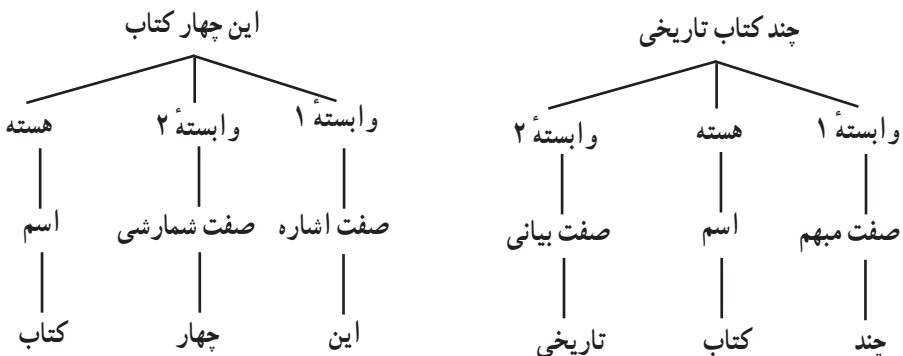 چند کتاب تاریخی
وابستهٔ ۱ هسته وابستهٔ ۲
صفت مبهم اسم صفت بیانی
چند کتاب تاریخی
این چهار کتاب
وابستهٔ ۱ وابستهٔ ۲ هسته
صفت اشاره صفت شمارشی اسم
این چهار کتاب